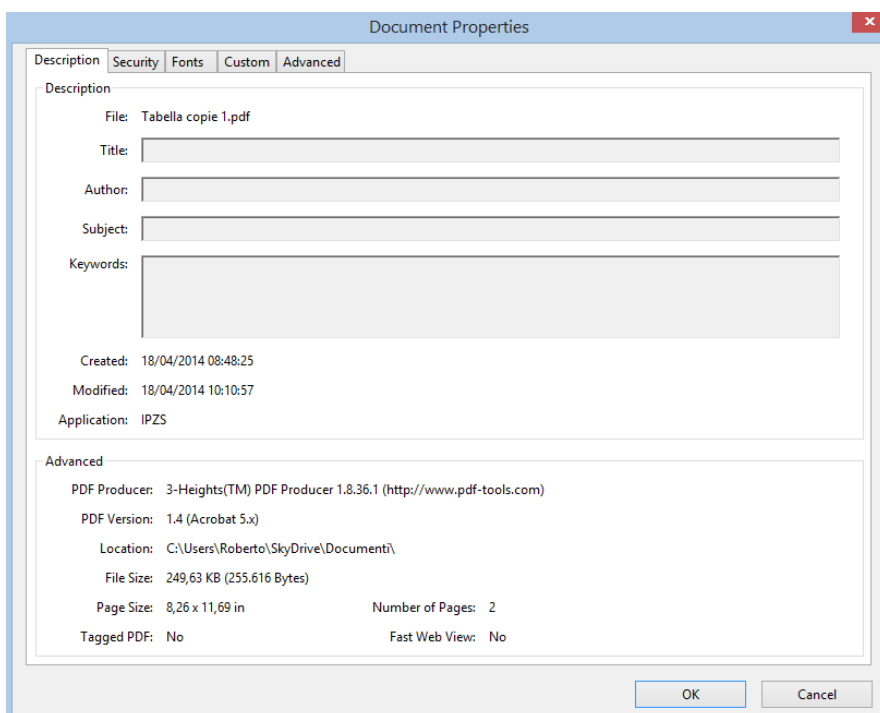 Document Properties
Description Security Fonts Custom Advanced
Description
File: Tabella copie 1.pdf
Title:
Author:
Subject:
Keywords:
Created: 18/04/2014 08:48:25
Modified: 18/04/2014 10:10:57
Application: IPZS
Advanced
PDF Producer: 3-Heights(TM) PDF Producer 1.8.36.1 (http://www.pdf-tools.com)
PDF Version: 1.4 (Acrobat 5.x)
Location: C:\Users\Roberto\SkyDrive\Documenti\
File Size: 249,63 KB (255.616 Bytes)
Page Size: 8,26 x 11,69 in Number of Pages: 2
Tagged PDF: No Fast Web View: No
OK Cancel